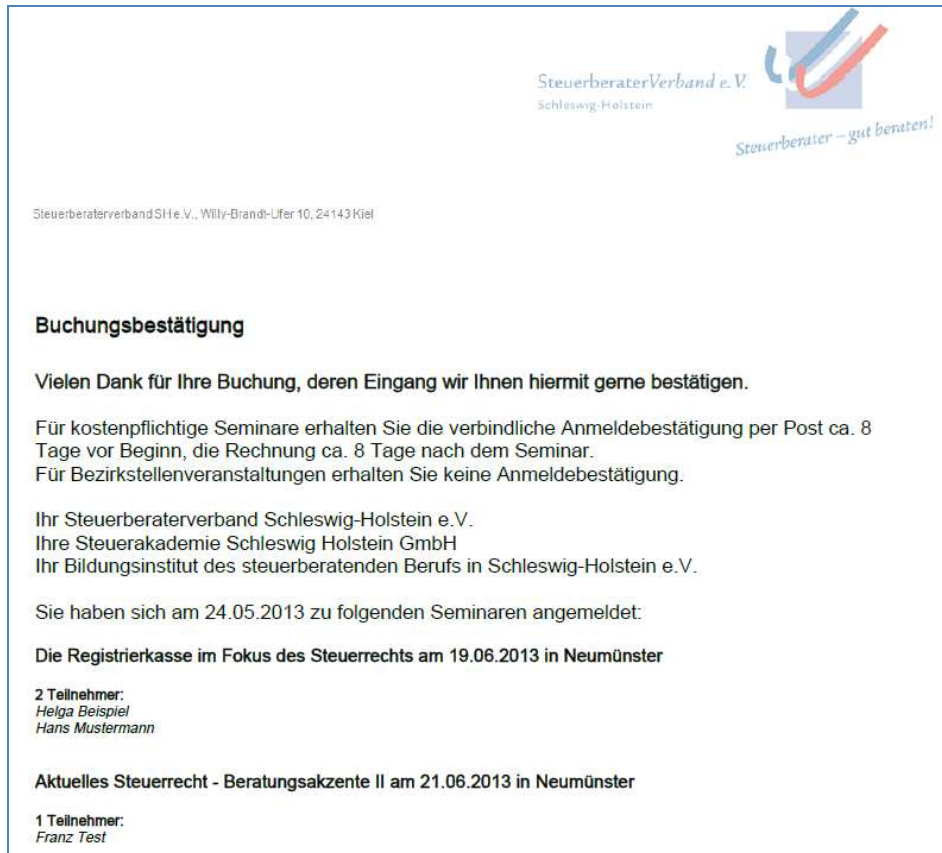 SteuerberaterVerband e.V.
Schleswig-Holstein
Steuerberater – gut beraten!
Steuerberaterverband SH e.V., Willy-Brandt-Ufer 10, 24143 Kiel
Buchungsbestätigung
Vielen Dank für Ihre Buchung, deren Eingang wir Ihnen hiermit gerne bestätigen.
Für kostenpflichtige Seminare erhalten Sie die verbindliche Anmeldebestätigung per Post ca. 8
Tage vor Beginn, die Rechnung ca. 8 Tage nach dem Seminar.
Für Bezirkstellenveranstaltungen erhalten Sie keine Anmeldebestätigung.
Ihr Steuerberaterverband Schleswig-Holstein e.V.
Ihre Steuerakademie Schleswig Holstein GmbH
Ihr Bildungsinstitut des steuerberatenden Berufs in Schleswig-Holstein e.V.
Sie haben sich am 24.05.2013 zu folgenden Seminaren angemeldet:
Die Registrierkasse im Fokus des Steuerrechts am 19.06.2013 in Neumünster
2 Teilnehmer:
Helga Beispiel
Hans Mustermann
Aktuelles Steuerrecht - Beratungsakzente II am 21.06.2013 in Neumünster
1 Teilnehmer:
Franz Test